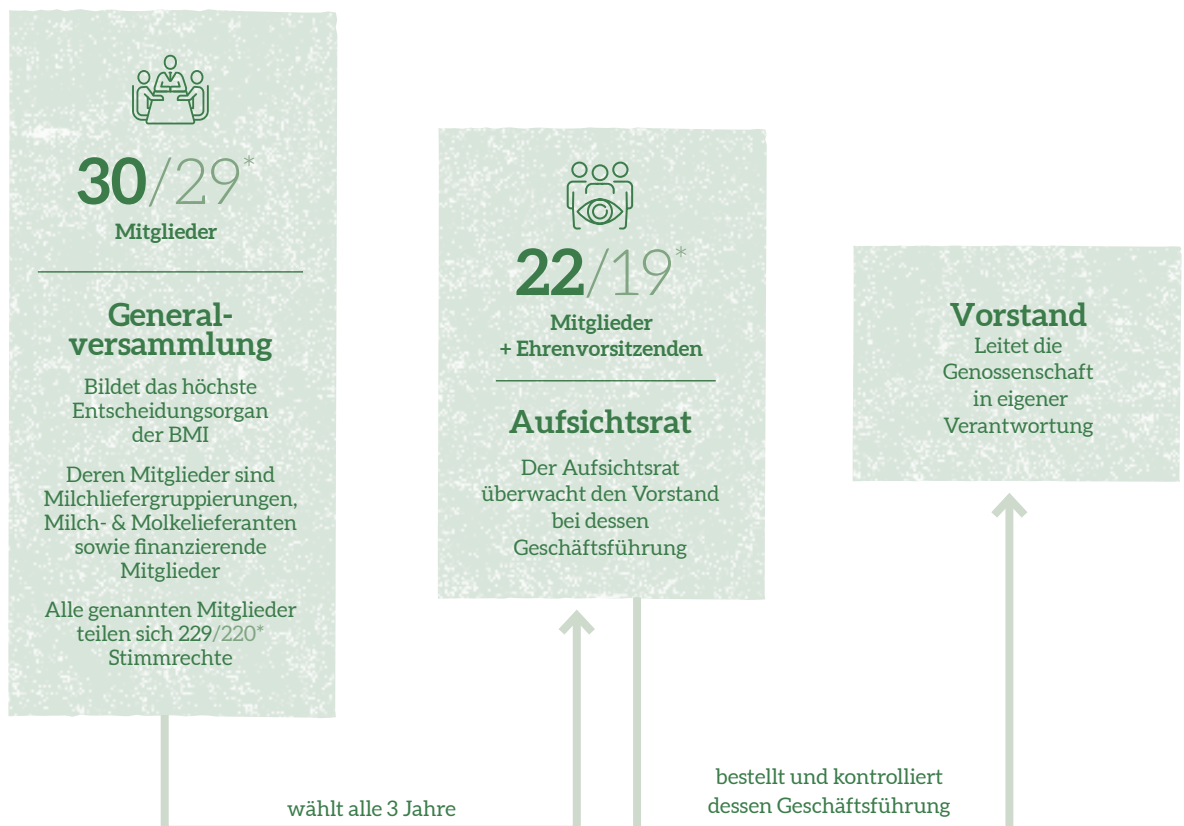 30/29*
Mitglieder
General-
versammlung
Bildet das höchste
Entscheidungsorgan
der BMI
Deren Mitglieder sind
Milchliefergruppierungen,
Milch- & Molkelieferanten
sowie finanzierende
Mitglieder
Alle genannten Mitglieder
teilen sich 229/220*
Stimmrechte
22/19*
Mitglieder
+ Ehrenvorsitzenden
Aufsichtsrat
Der Aufsichtsrat
überwacht den Vorstand
bei dessen
Geschäftsführung
Vorstand
Leitet die
Genossenschaft
in eigener
Verantwortung
wählt alle 3 Jahre
bestellt und kontrolliert
dessen Geschäftsführung